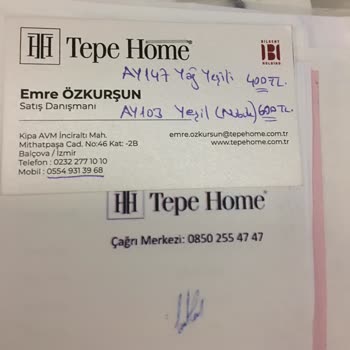 Tepe Home
BILKENT
HOLDING
AY147 Yağ Yeşili 400TL.
Emre ÖZKURŞUN
Satış Danışmanı
AY103 Yeşil 600TL.
Kipa AVM İnciraltı Mah.
Mithatpaşa Cad. No:46 Kat: -2B
Balçova / İzmir
Telefon : 0232 277 10 10
Mobil : 0554 931 39 68
emre.ozkursun@tepehome.com.tr
www.tepehome.com.tr
Tepe Home
Çağrı Merkezi: 0850 255 47 47